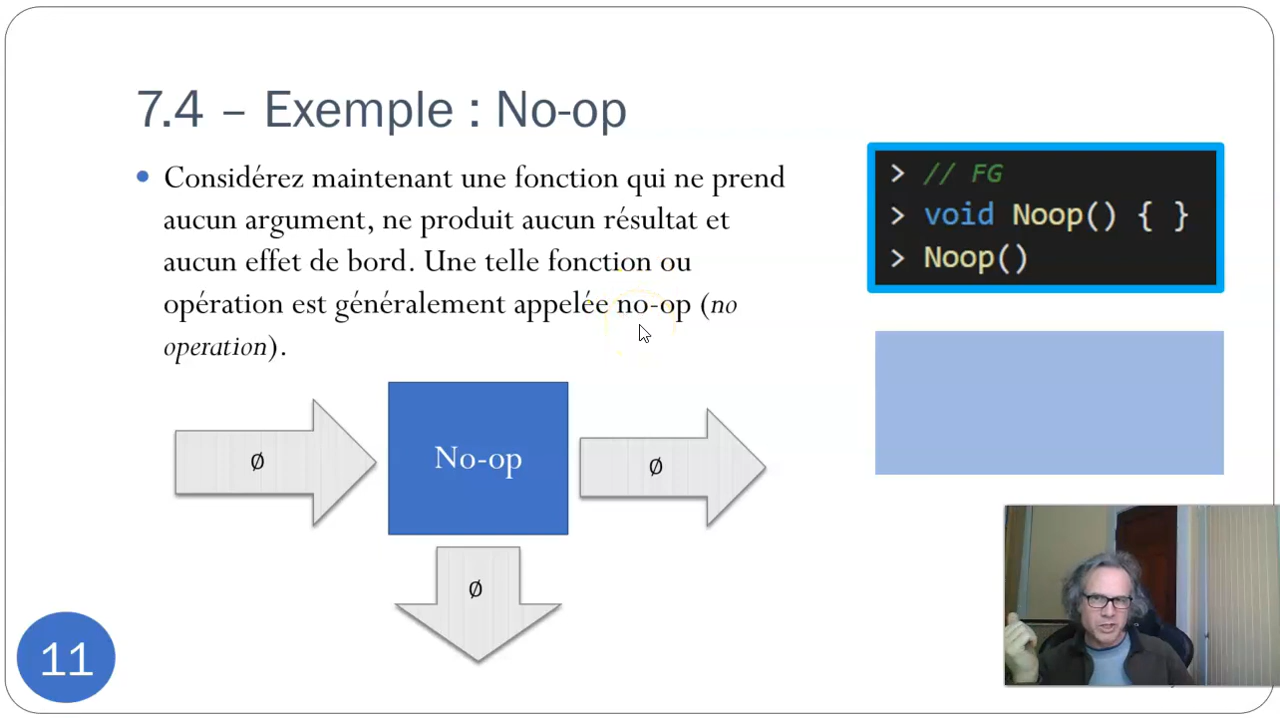 7.4 – Exemple : No-op
• Considérez maintenant une fonction qui ne prend
aucun argument, ne produit aucun résultat et
aucun effet de bord. Une telle fonction ou
opération est généralement appelée no-op (no
operation).
> // FG
> void Noop() { }
> Noop()
Ø
No-op
Ø
Ø
11